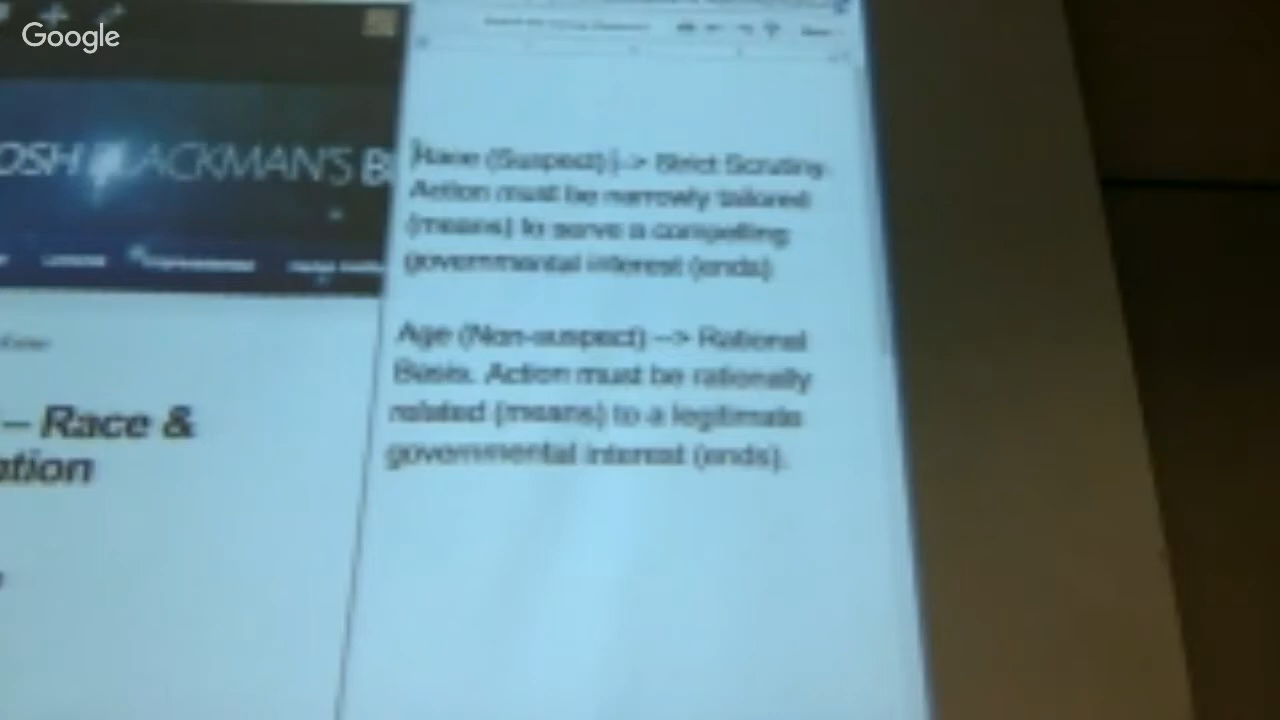 Google
OSH BLACKMAN'S B
– Race &
ation
Race (Suspect) --> Strict Scrutiny.
Action must be narrowly tailored
(means) to serve a compelling
governmental interest (ends)
Age (Non-suspect) --> Rational
Basis. Action must be rationally
related (means) to a legitimate
governmental interest (ends).